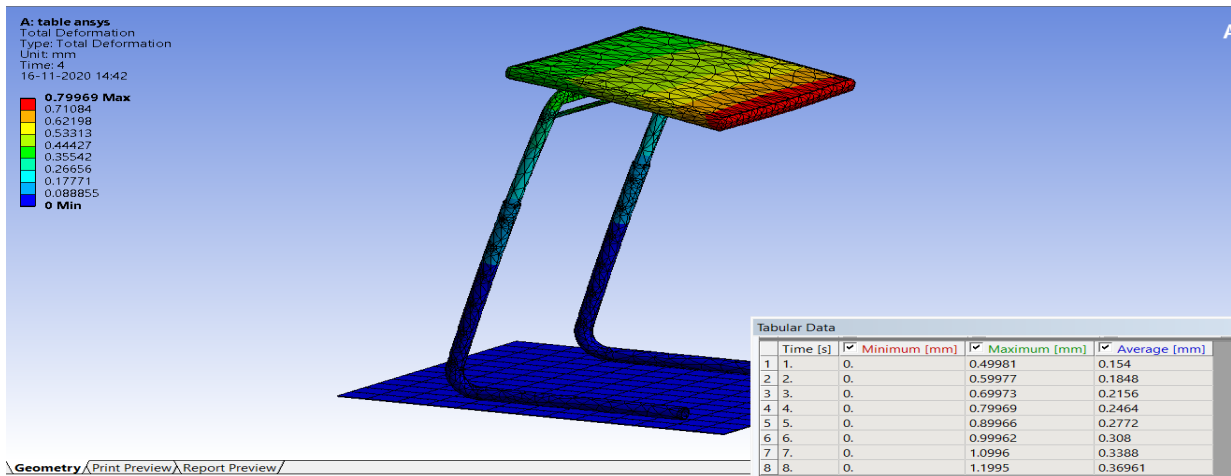 A: table ansys
Total Deformation
Type: Total Deformation
Unit: mm
Time: 4
16-11-2020 14:42
0.79969 Max
0.71084
0.62198
0.53313
0.44427
0.35542
0.26656
0.17771
0.088855
0 Min
A
Tabular Data
Time [s] Minimum [mm] Maximum [mm] Average [mm]
1 1. 0. 0.49981 0.154
2 2. 0. 0.59977 0.1848
3 3. 0. 0.69973 0.2156
4 4. 0. 0.79969 0.2464
5 5. 0. 0.89966 0.2772
6 6. 0. 0.99962 0.308
7 7. 0. 1.0996 0.3388
8 8. 0. 1.1995 0.36961
Geometry Print Preview Report Preview